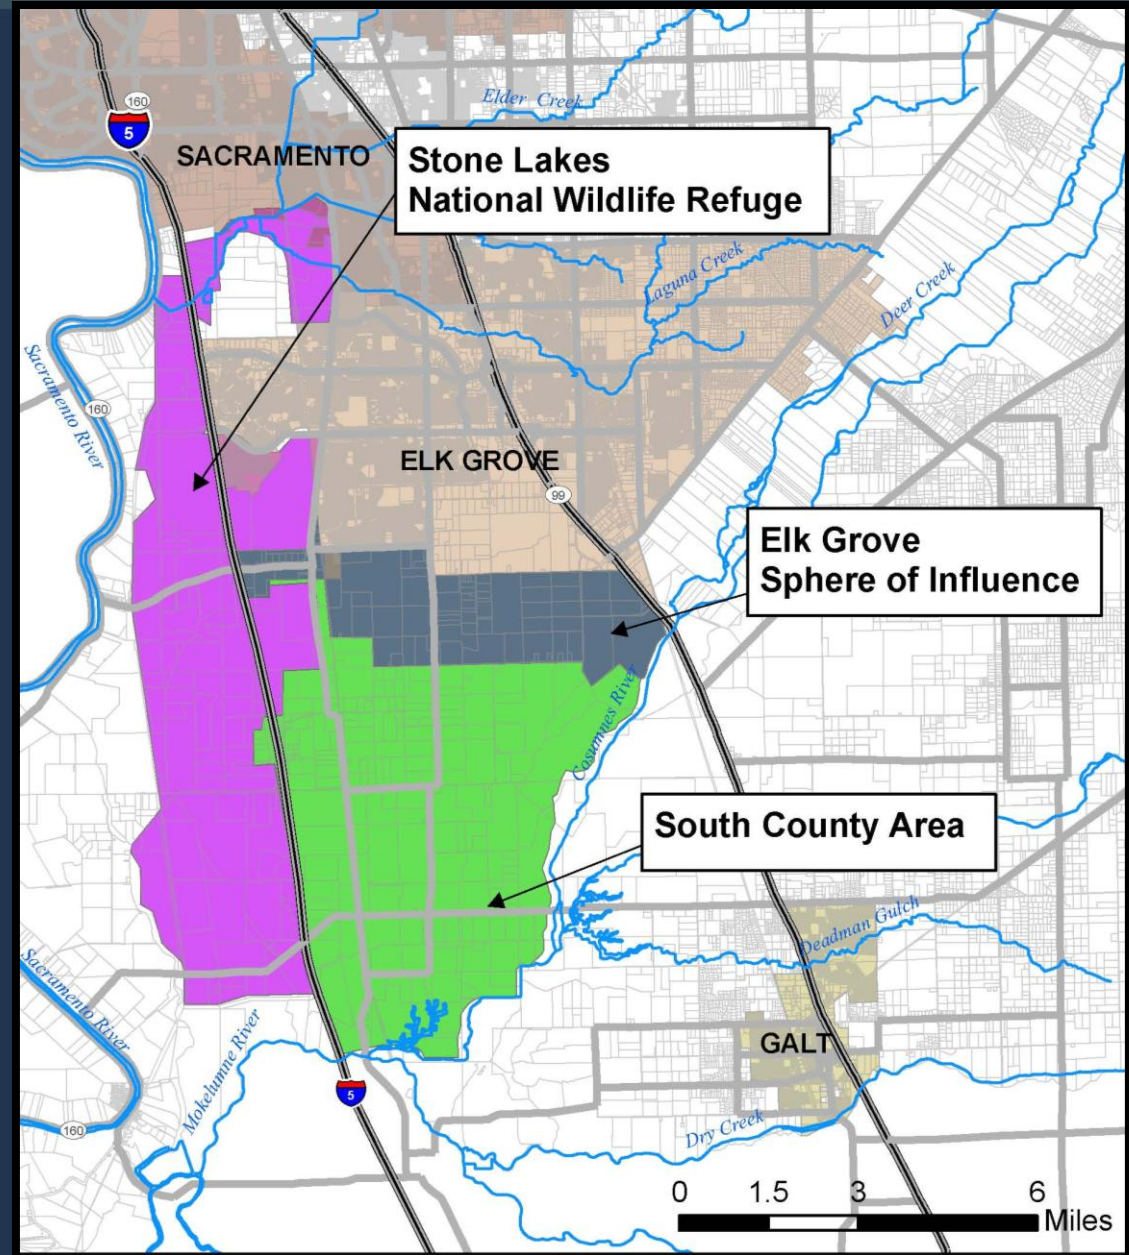 160
5
Elder Creek
SACRAMENTO
Stone Lakes
National Wildlife Refuge
Laguna Creek
Deer Creek
Sacramento River
160
ELK GROVE
99
Elk Grove
Sphere of Influence
Cosumnes River
South County Area
Deadman Gulch
Sacramento River
Mokelumne River
GALT
5
160
Dry Creek
0 1.5 3 6
Miles